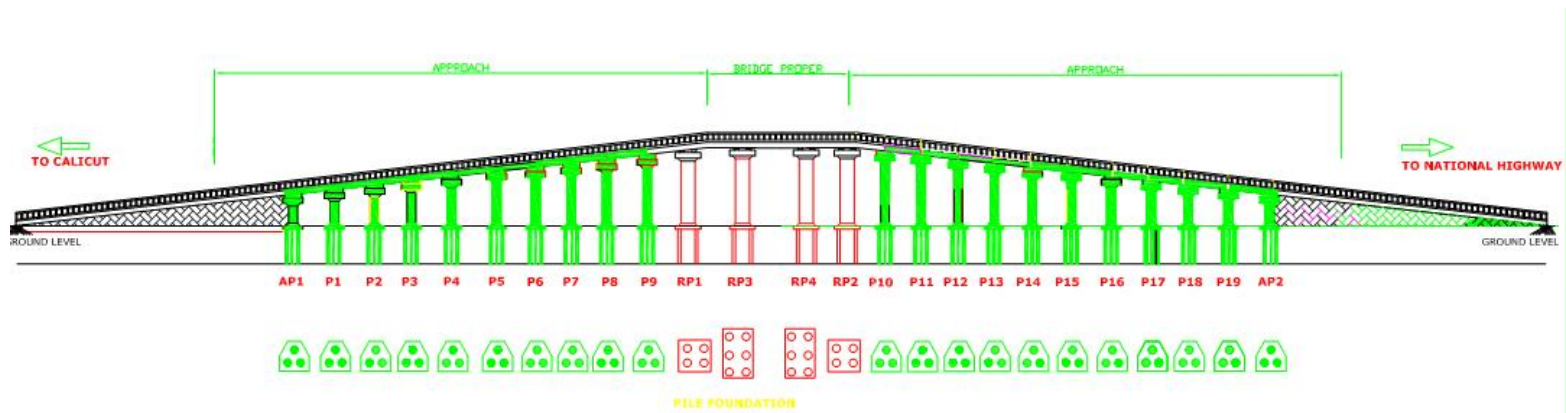 APPROACH BRIDGE PROPER APPROACH
TO CALICUT
TO NATIONAL HIGHWAY
GROUND LEVEL
GROUND LEVEL
AP1 P1 P2 P3 P4 P5 P6 P7 P8 P9 RP1 RP3 RP4 RP2 P10 P11 P12 P13 P14 P15 P16 P17 P18 P19 AP2
PILE FOUNDATION